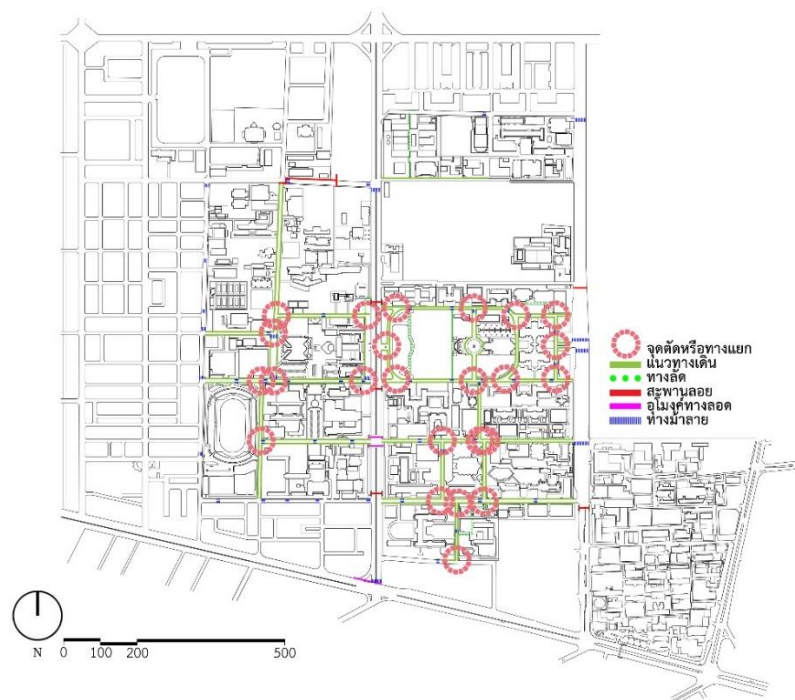 จุดตัดหรือทางแยก
แนวทางเดิน
ทางลัด
สะพานลอย
อุโมงค์ทางลอด
ทางม้าลาย
N 0 100 200 500